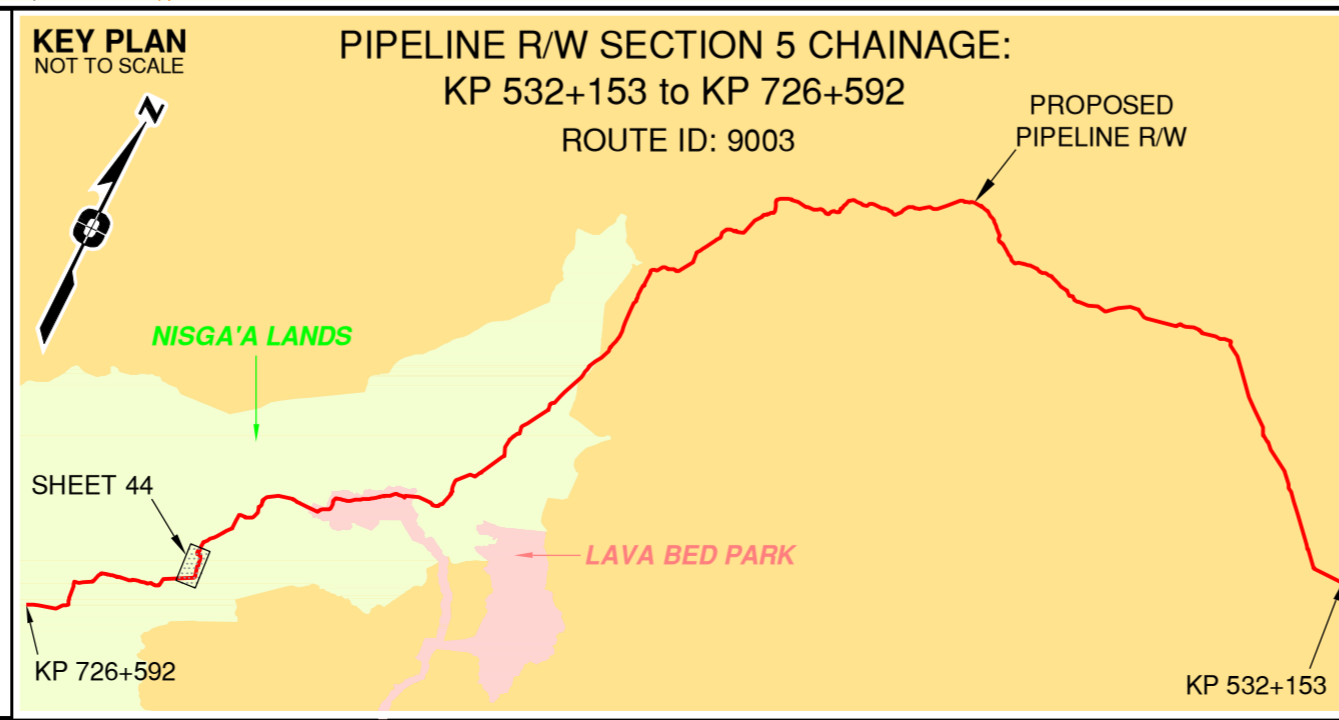 KEY PLAN
NOT TO SCALE
PIPELINE R/W SECTION 5 CHAINAGE:
KP 532+153 to KP 726+592
ROUTE ID: 9003
PROPOSED
PIPELINE R/W
N
NISGA'A LANDS
SHEET 44
LAVA BED PARK
KP 726+592
KP 532+153